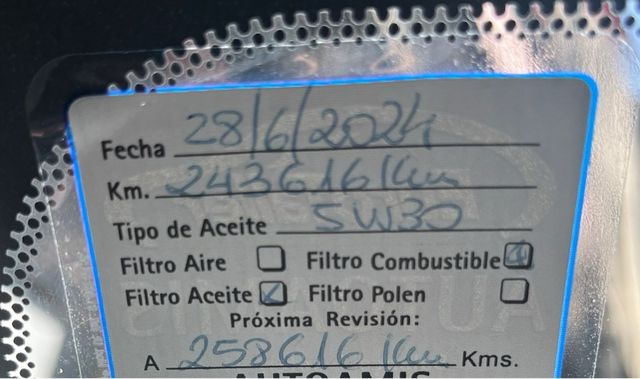 Fecha 28/6/2024
Km. 243616 Km
Tipo de Aceite 5W30
Filtro Aire Filtro Combustible
Filtro Aceite Filtro Polen
Próxima Revisión:
A 258616 Km Kms.